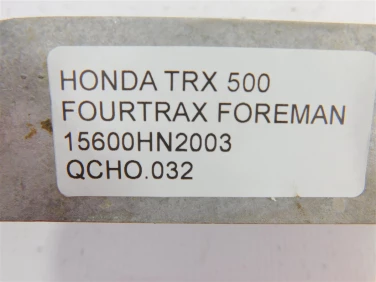 HONDA TRX 500
FOURTRAX FOREMAN
15600HN2003
QCHO.032